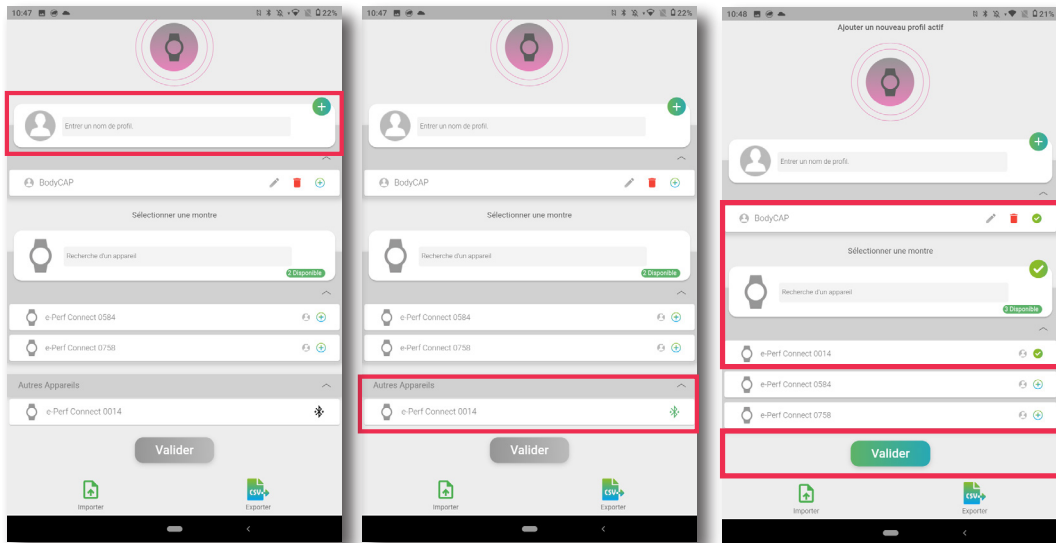 10:47
22%
Entrer un nom de profil.
BodyCAP
Sélectionner une montre
Recherche d'un appareil
2 Disponible
e-Perf Connect 0584
e-Perf Connect 0758
Autres Appareils
e-Perf Connect 0014
Valider
Importer
CSV
Exporter
10:47
22%
Entrer un nom de profil.
BodyCAP
Sélectionner une montre
Recherche d'un appareil
2 Disponible
e-Perf Connect 0584
e-Perf Connect 0758
Autres Appareils
e-Perf Connect 0014
Valider
Importer
CSV
Exporter
10:48
21%
Ajouter un nouveau profil actif
Entrer un nom de profil.
BodyCAP
Sélectionner une montre
Recherche d'un appareil
Disponible
e-Perf Connect 0014
e-Perf Connect 0584
e-Perf Connect 0758
Valider
Importer
CSV
Exporter